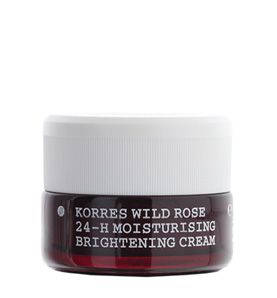 KORRES WILD ROSE
24-H MOISTURISING
BRIGHTENING CREAM